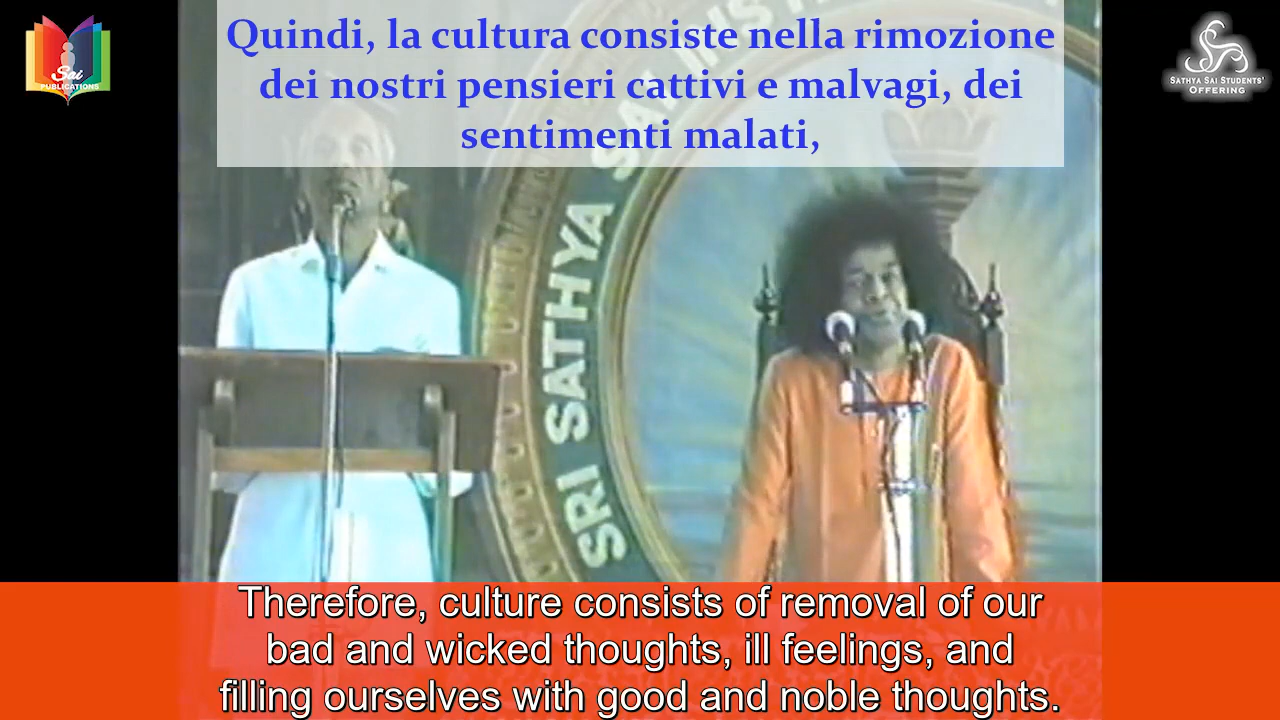 Quindi, la cultura consiste nella rimozione
dei nostri pensieri cattivi e malvagi, dei
sentimenti malati,
Sai
PUBLICATIONS
SATHYA SAI STUDENTS'
OFFERING
SRI SATHYA SAI INSTI
Therefore, culture consists of removal of our
bad and wicked thoughts, ill feelings, and
filling ourselves with good and noble thoughts.